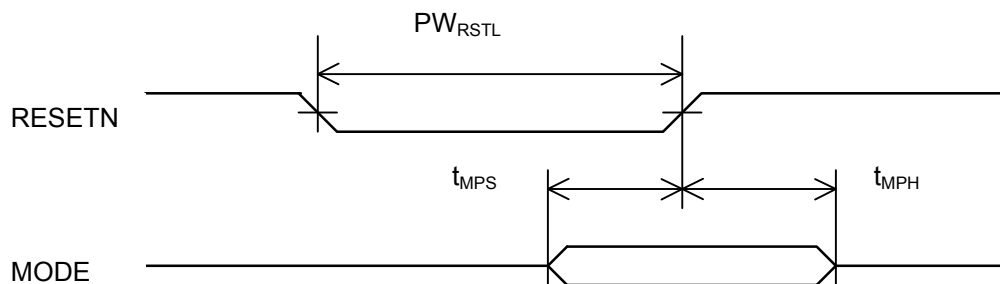 PWRSTL
RESETN
tMPS
tMPH
MODE